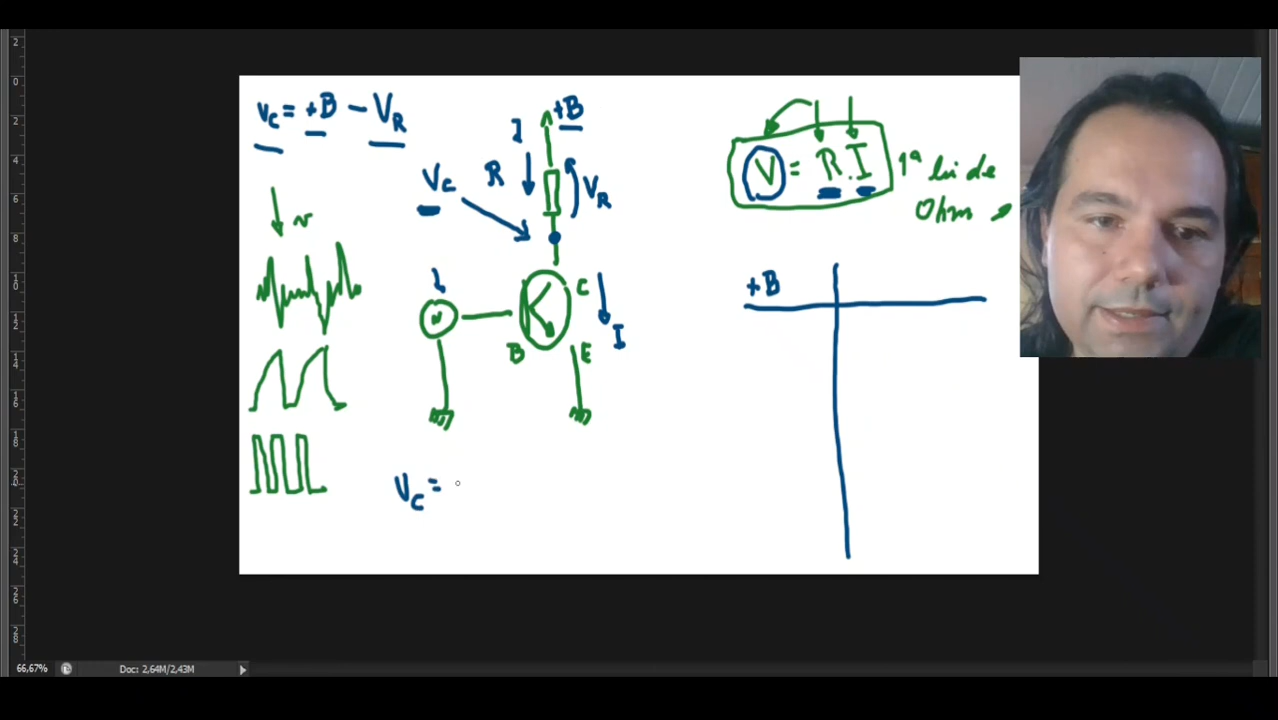 Vc = +B - VR
+B
I
R
VR
Vc
V = R . I
1ª lei de
Ohm
+B
N
C
I
B
E
Vc =
66,67%
Doc: 2,64M/2,43M